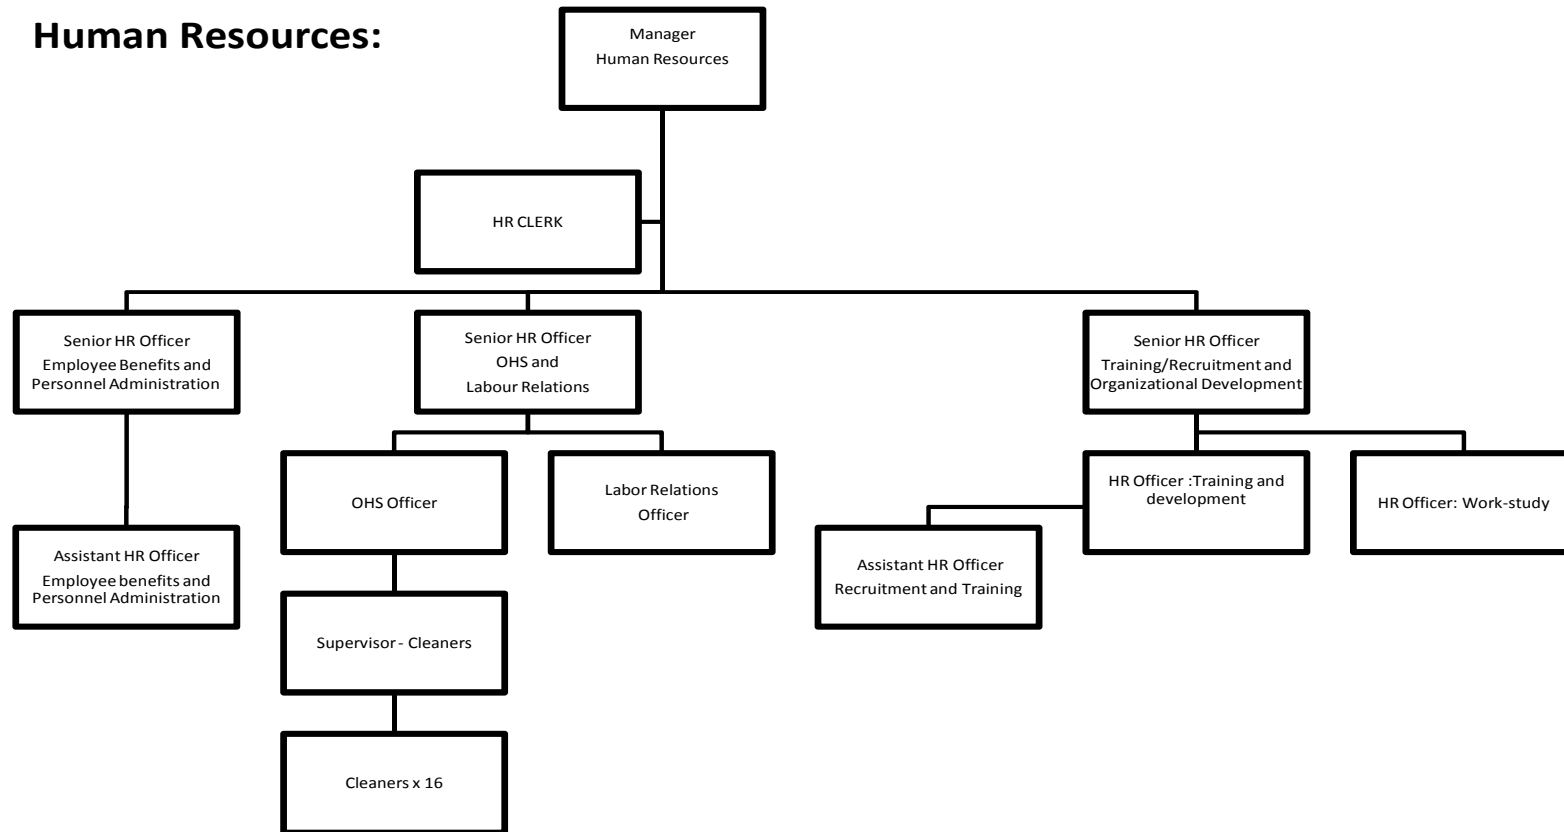 Human Resources:
Manager
Human Resources
HR CLERK
Senior HR Officer
Employee Benefits and
Personnel Administration
Senior HR Officer
OHS and
Labour Relations
Senior HR Officer
Training/Recruitment and
Organizational Development
OHS Officer
Labor Relations
Officer
HR Officer :Training and
development
HR Officer: Work-study
Assistant HR Officer
Employee benefits and
Personnel Administration
Assistant HR Officer
Recruitment and Training
Supervisor - Cleaners
Cleaners x 16